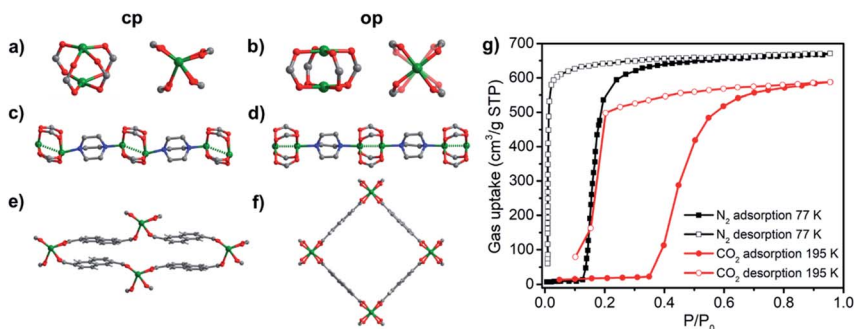 cp
op
a)
b)
c)
d)
e)
f)
g)
Gas uptake (cm³/g STP)
700
600
500
400
300
200
100
0
N₂ adsorption 77 K
N₂ desorption 77 K
CO₂ adsorption 195 K
CO₂ desorption 195 K
0.0 0.2 0.4 0.6 0.8 1.0
P/P₀